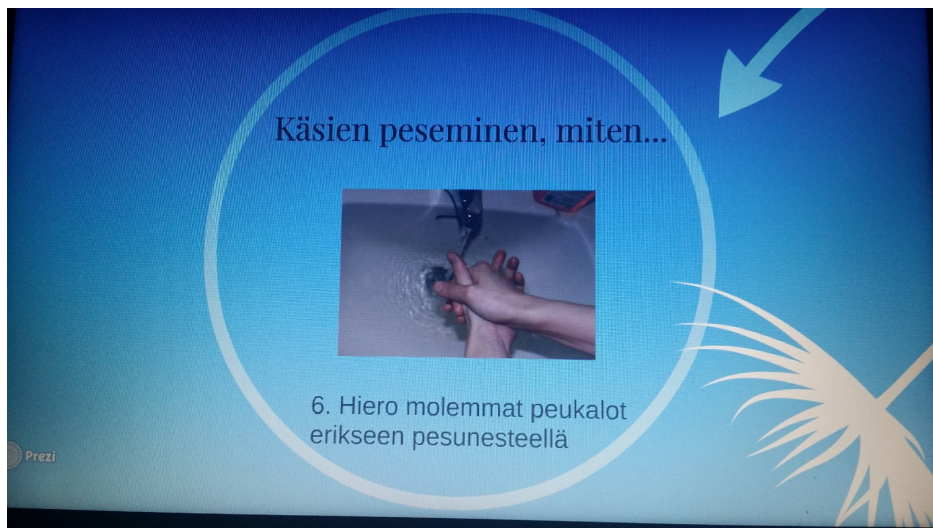 Käsien peseminen, miten...
6. Hiero molemmat peukalot
erikseen pesunesteellä
Prezi